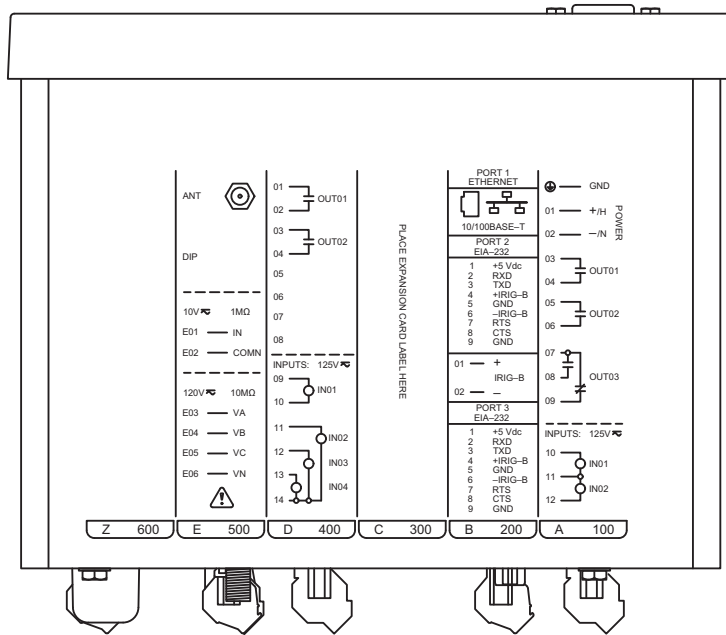 ANT
DIP
10V 1MΩ
E01 IN
E02 COMN
120V 10MΩ
E03 VA
E04 VB
E05 VC
E06 VN
01
02
OUT01
03
04
OUT02
05
06
07
08
INPUTS: 125V
09
10
IN01
11
IN02
12
IN03
13
IN04
14
PLACE EXPANSION CARD LABEL HERE
PORT 1
ETHERNET
10/100BASE–T
PORT 2
EIA–232
1 +5 Vdc
2 RXD
3 TXD
4 +IRIG–B
5 GND
6 –IRIG–B
7 RTS
8 CTS
9 GND
01 +
IRIG–B
02 –
PORT 3
EIA–232
1 +5 Vdc
2 RXD
3 TXD
4 +IRIG–B
5 GND
6 –IRIG–B
7 RTS
8 CTS
9 GND
GND
01 +/H
02 –/N
POWER
03
04
OUT01
05
06
OUT02
07
08
09
OUT03
INPUTS: 125V
10
IN01
11
IN02
12
Z 600
E 500
D 400
C 300
B 200
A 100